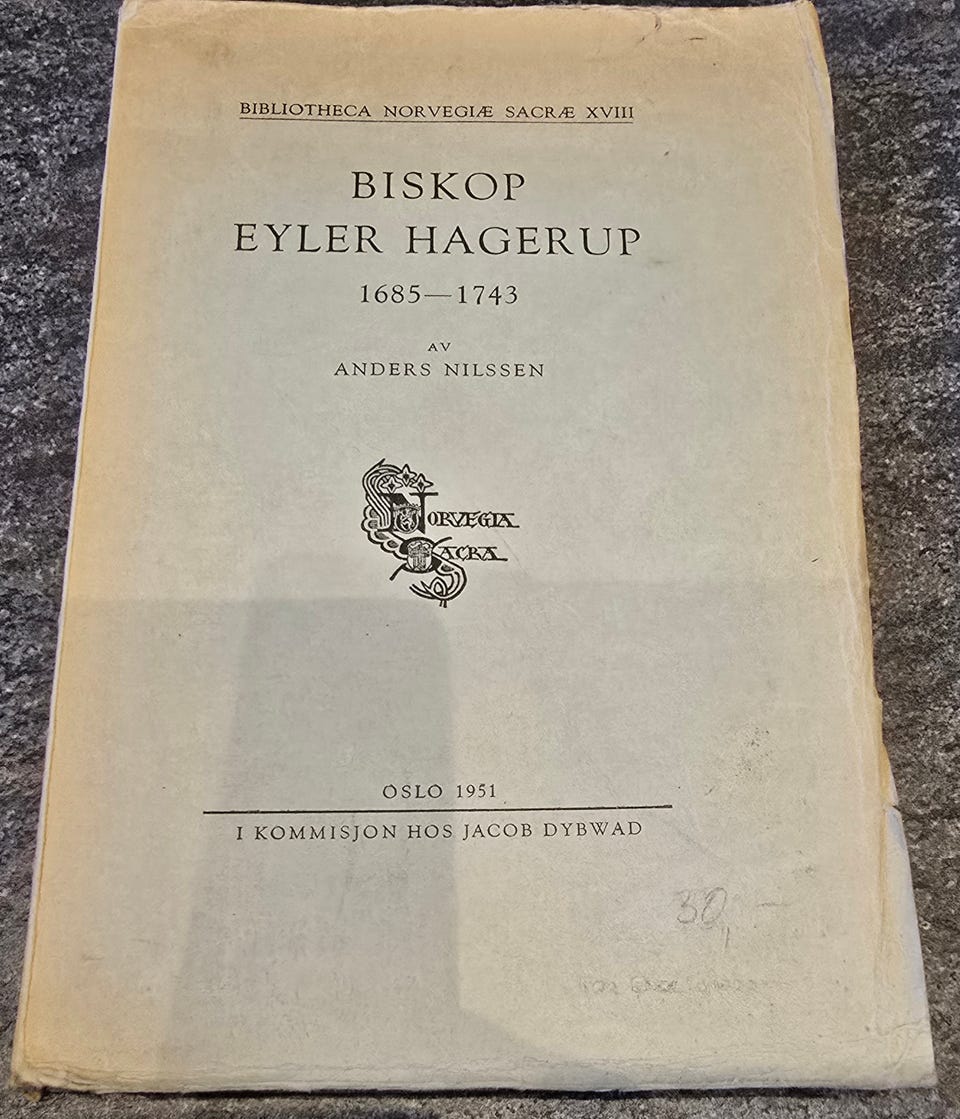 BIBLIOTHECA NORVEGIÆ SACRÆ XVIII
BISKOP
EYLER HAGERUP
1685—1743
AV
ANDERS NILSSEN
NORVEGIA
SACRA
OSLO 1951
I KOMMISJON HOS JACOB DYBWAD
30,—